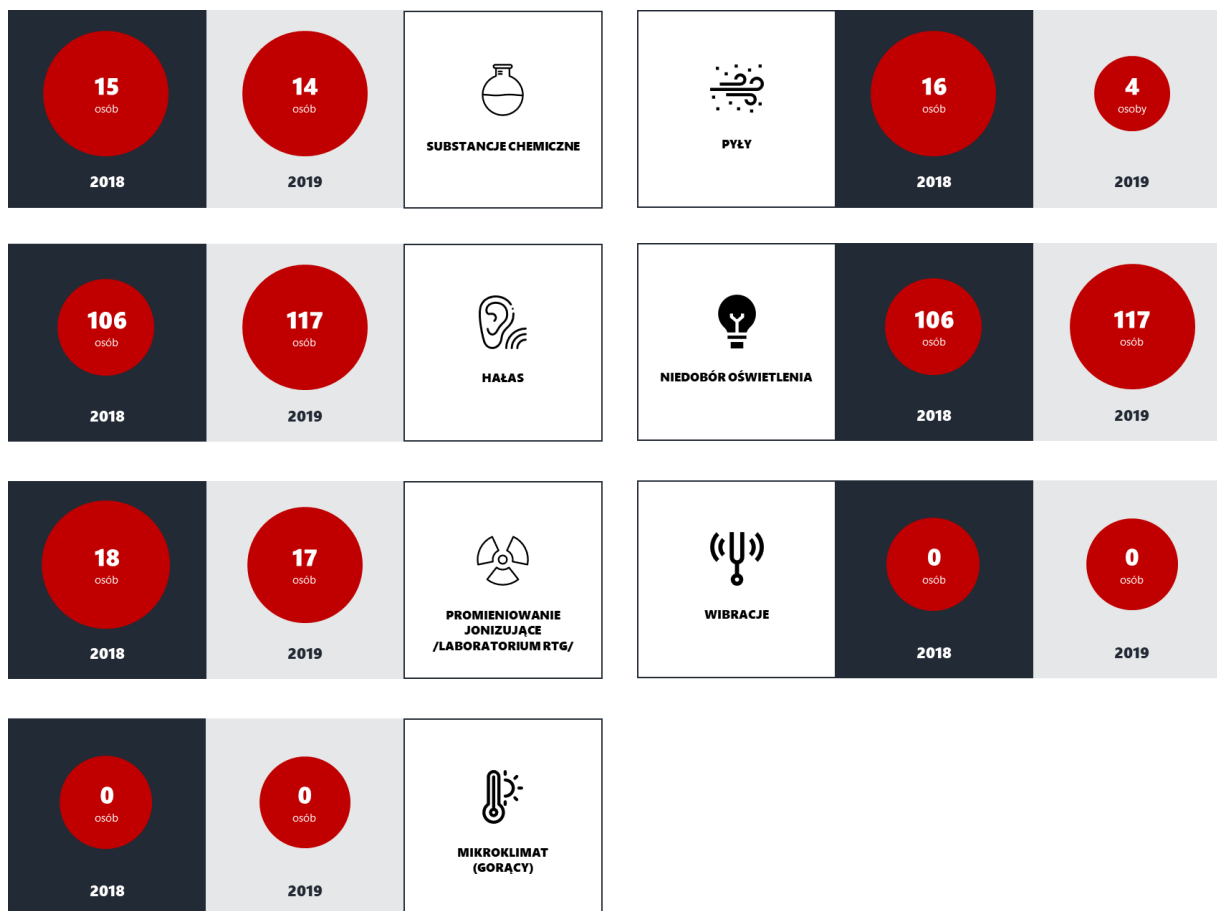 15
osób
2018
14
osób
2019
SUBSTANCJE CHEMICZNE
PYŁY
16
osób
2018
4
osoby
2019
106
osób
2018
117
osób
2019
HAŁAS
NIEDOBÓR OŚWIETLENIA
106
osób
2018
117
osób
2019
18
osób
2018
17
osób
2019
PROMIENIOWANIE
JONIZUJĄCE
/LABORATORIUM RTG/
WIBRACJE
0
osób
2018
0
osób
2019
0
osób
2018
0
osób
2019
MIKROKLIMAT
(GORĄCY)